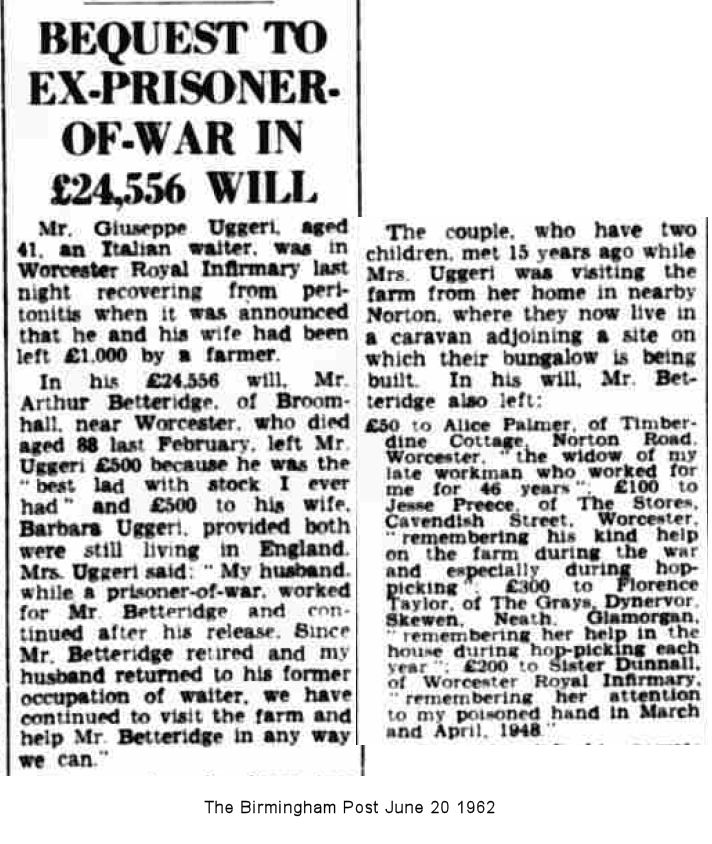 BEQUEST TO
EX-PRISONER-
OF-WAR IN
£24,556 WILL
Mr. Giuseppe Uggeri, aged
41, an Italian waiter, was in
Worcester Royal Infirmary last
night recovering from peri-
tonitis when it was announced
that he and his wife had been
left £1,000 by a farmer.
In his £24,556 will, Mr.
Arthur Betteridge, of Broom-
hall, near Worcester, who died
aged 88 last February, left Mr.
Uggeri £500 because he was the
"best lad with stock I ever
had" and £500 to his wife,
Barbara Uggeri, provided both
were still living in England.
Mrs. Uggeri said: "My husband,
while a prisoner-of-war, worked
for Mr. Betteridge and con-
tinued after his release. Since
Mr. Betteridge retired and my
husband returned to his former
occupation of waiter, we have
continued to visit the farm and
help Mr. Betteridge in any way
we can."
The couple, who have two
children, met 15 years ago while
Mrs. Uggeri was visiting the
farm from her home in nearby
Norton, where they now live in
a caravan adjoining a site on
which their bungalow is being
built. In his will, Mr. Bet-
teridge also left:
£50 to Alice Palmer, of Timber-
dine Cottage, Norton Road,
Worcester, "the widow of my
late workman who worked for
me for 46 years"; £100 to
Jesse Preece, of The Stores,
Cavendish Street, Worcester,
"remembering his kind help
on the farm during the war
and especially during hop-
picking"; £300 to Florence
Taylor, of The Grays, Dynervor,
Skewen, Neath, Glamorgan,
"remembering her help in the
house during hop-picking each
year"; £200 to Sister Dunnall,
of Worcester Royal Infirmary,
"remembering her attention
to my poisoned hand in March
and April, 1948."
The Birmingham Post June 20 1962